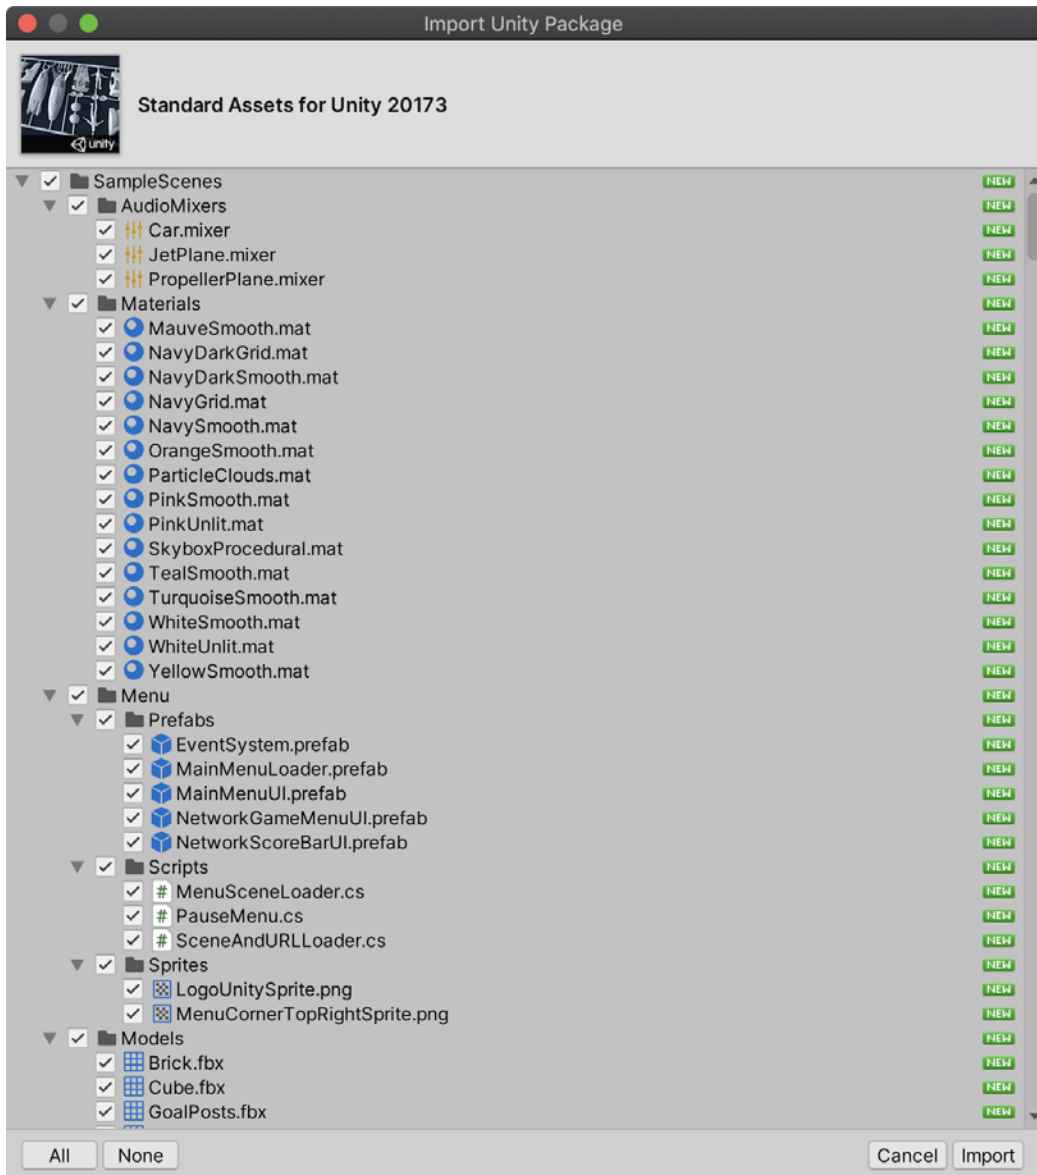 Import Unity Package
unity
Standard Assets for Unity 20173
SampleScenes NEW
AudioMixers NEW
Car.mixer NEW
JetPlane.mixer NEW
PropellerPlane.mixer NEW
Materials NEW
MauveSmooth.mat NEW
NavyDarkGrid.mat NEW
NavyDarkSmooth.mat NEW
NavyGrid.mat NEW
NavySmooth.mat NEW
OrangeSmooth.mat NEW
ParticleClouds.mat NEW
PinkSmooth.mat NEW
PinkUnlit.mat NEW
SkyboxProcedural.mat NEW
TealSmooth.mat NEW
TurquoiseSmooth.mat NEW
WhiteSmooth.mat NEW
WhiteUnlit.mat NEW
YellowSmooth.mat NEW
Menu NEW
Prefabs NEW
EventSystem.prefab NEW
MainMenuLoader.prefab NEW
MainMenuUI.prefab NEW
NetworkGameMenuUI.prefab NEW
NetworkScoreBarUI.prefab NEW
Scripts NEW
# MenuSceneLoader.cs NEW
# PauseMenu.cs NEW
# SceneAndURLLoader.cs NEW
Sprites NEW
LogoUnitySprite.png NEW
MenuCornerTopRightSprite.png NEW
Models NEW
Brick.fbx NEW
Cube.fbx NEW
GoalPosts.fbx NEW
All None Cancel Import